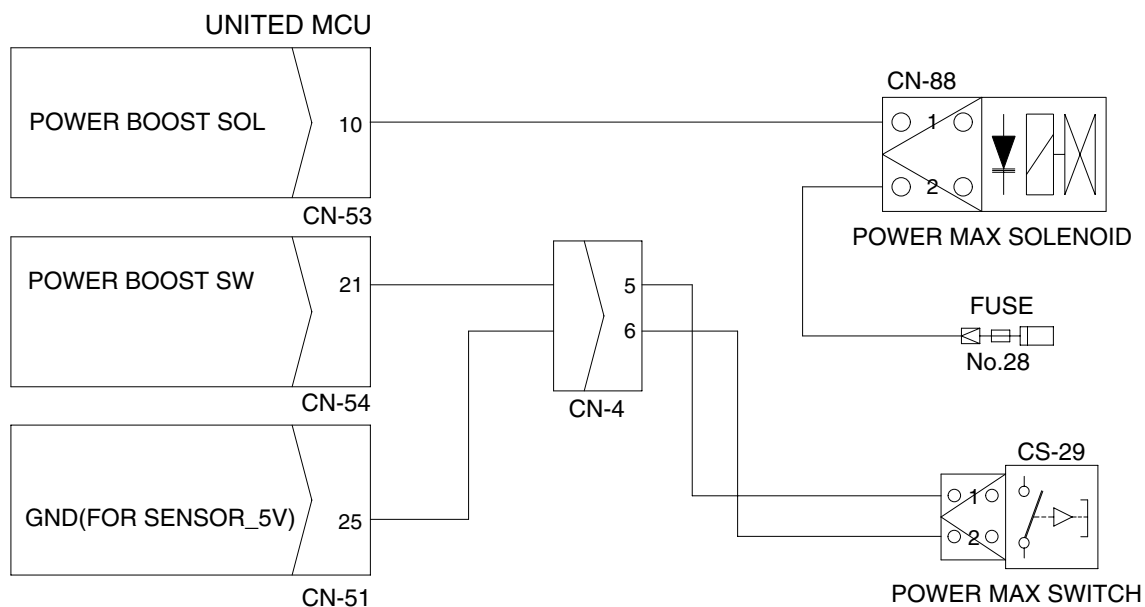 UNITED MCU
POWER BOOST SOL
10
CN-53
POWER BOOST SW
21
CN-54
GND(FOR SENSOR_5V)
25
CN-51
5
6
CN-4
CN-88
1
2
POWER MAX SOLENOID
FUSE
No.28
CS-29
1
2
POWER MAX SWITCH